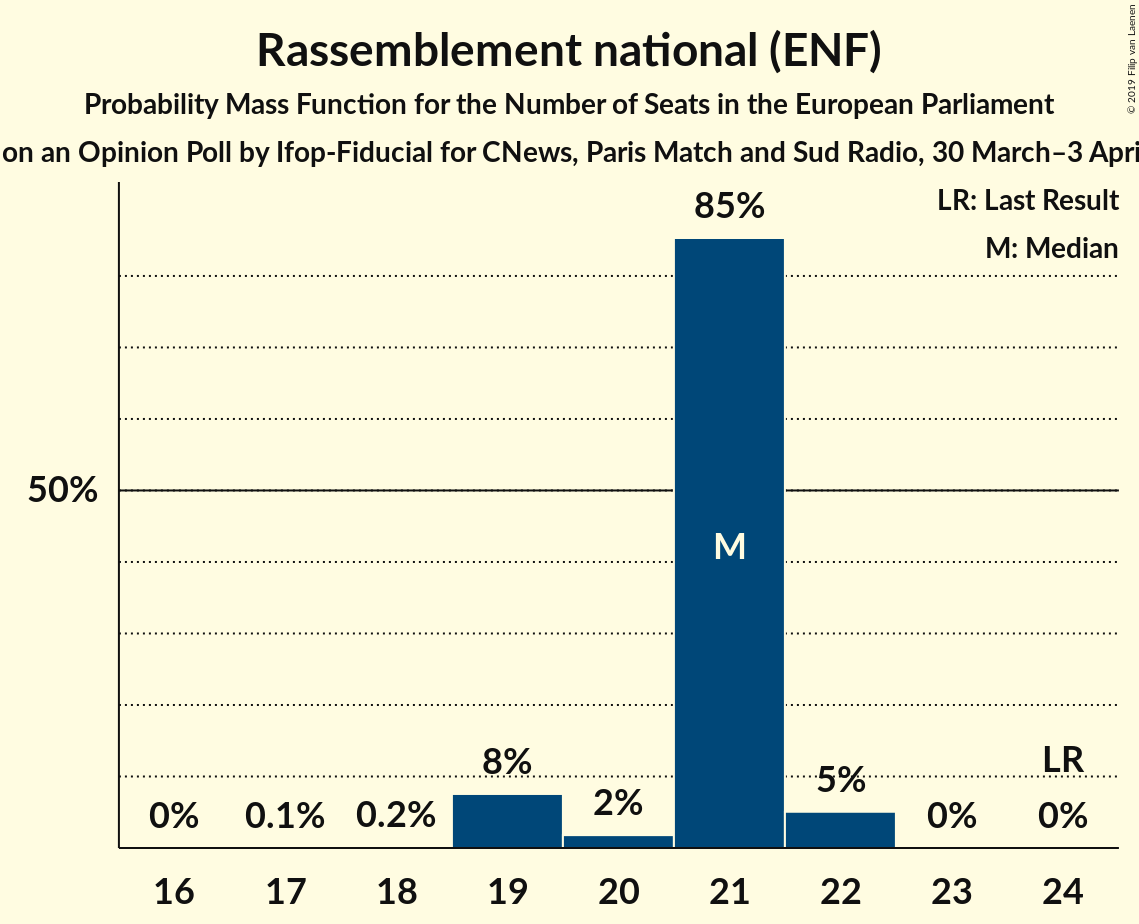 Rassemblement national (ENF)
Probability Mass Function for the Number of Seats in the European Parliament
on an Opinion Poll by Ifop-Fiducial for CNews, Paris Match and Sud Radio, 30 March–3 Apri
© 2019 Filip van Laenen
LR: Last Result
M: Median
85%
50%
M
8%
2%
5%
LR
0%
0.1%
0.2%
0%
0%
16 17 18 19 20 21 22 23 24